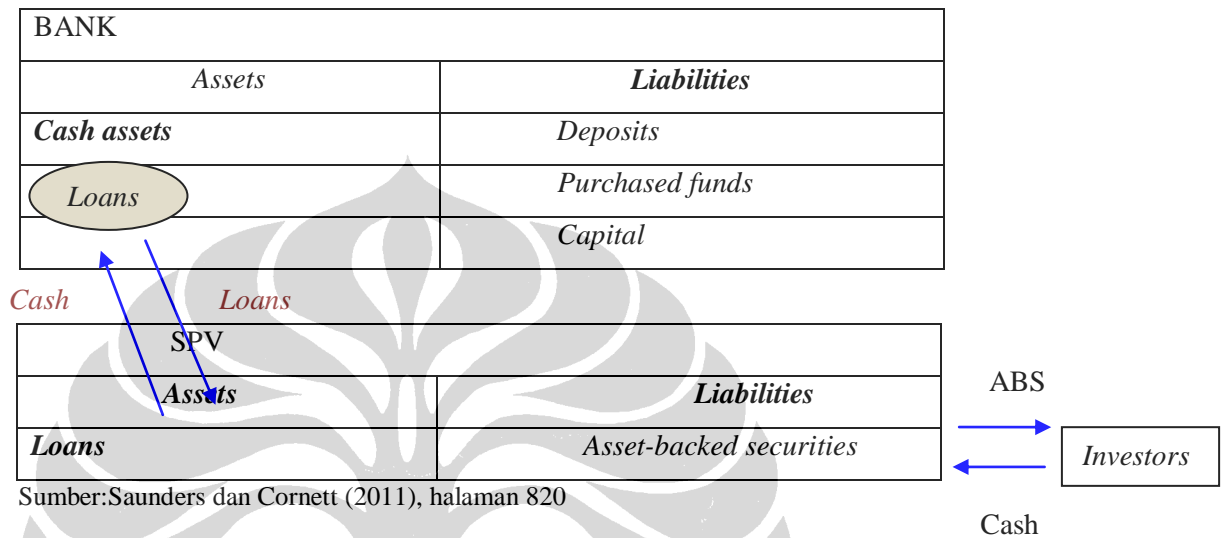 BANK
Assets Liabilities
Cash assets Deposits
Loans Purchased funds
Capital
Cash Loans
SPV
Assets Liabilities ABS
Loans Asset-backed securities Investors
Sumber:Saunders dan Cornett (2011), halaman 820
Cash